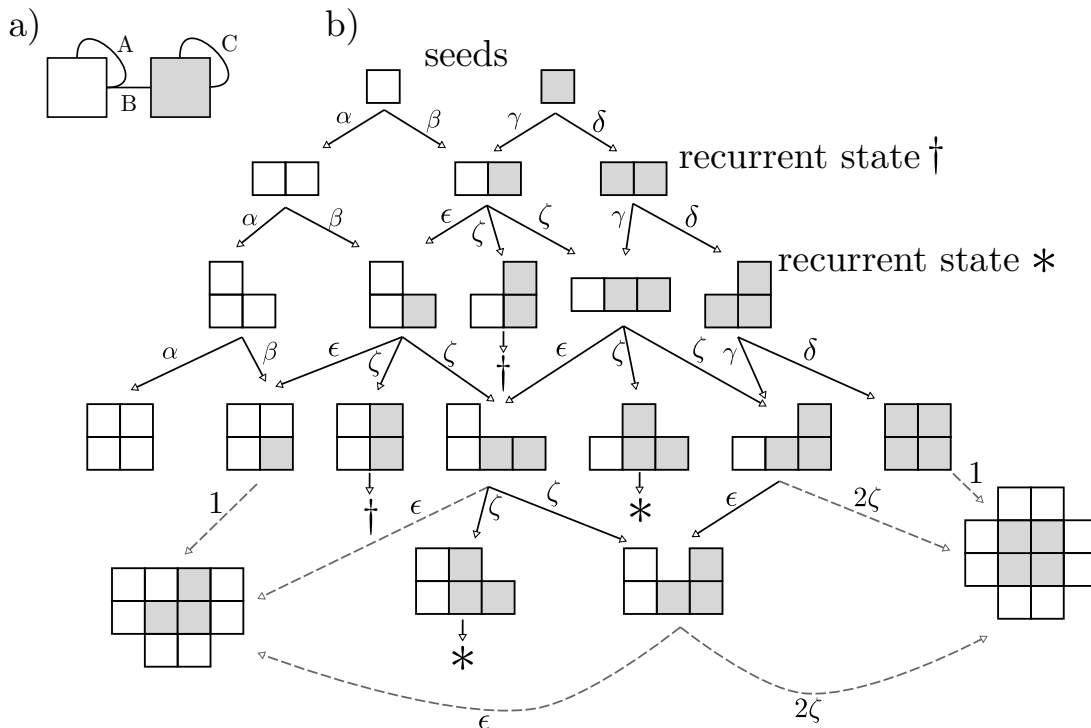 a) b)
A C
B
seeds
α β γ δ
recurrent state †
α β ϵ ζ ζ γ δ
recurrent state *
α β ϵ ζ ζ † ϵ ζ ζ γ δ
1 † ϵ ζ ζ * ϵ 2ζ 1
*
ϵ 2ζ